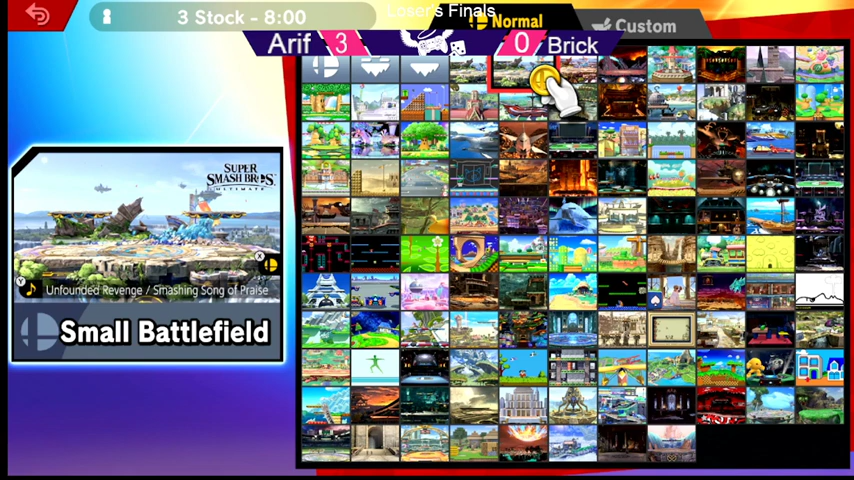 3 Stock - 8:00
Loser's Finals
Normal
Custom
Arif 3
0 Brick
SUPER
SMASH BROS.
ULTIMATE
X
Y
Unfounded Revenge / Smashing Song of Praise
Small Battlefield